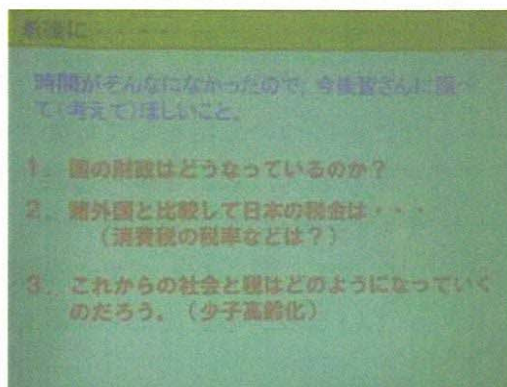 最後に・・・・・
時間がそんなになかったので、今後皆さんに調べ
て(考えて)ほしいこと。
1. 国の財政はどうなっているのか?
2. 諸外国と比較して日本の税金は・・・
(消費税の税率などは?)
3. これからの社会と税はどのようになっていく
のだろう。(少子高齢化)